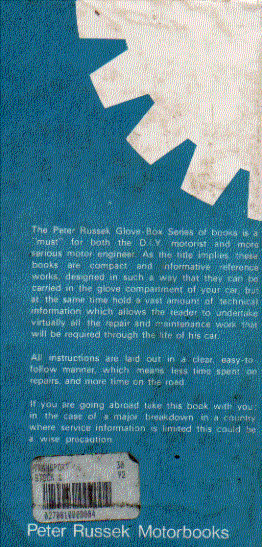 The Peter Russek Glove-Box Series of books is a
"must" for both the D.I.Y. motorist and more
serious motor engineer. As the title implies, these
books are compact and informative reference
works, designed in such a way that they can be
carried in the glove compartment of your car, but
at the same time hold a vast amount of technical
information which allows the reader to undertake
virtually all the repair and maintenance work that
will be required through the life of his car.
All instructions are laid out in a clear, easy-to-
follow manner, which means less time spent on
repairs, and more time on the road.
If you are going abroad take this book with you:
in the case of a major breakdown in a country
where service information is limited this could be
a wise precaution.
STOCK
Peter Russek Motorbooks